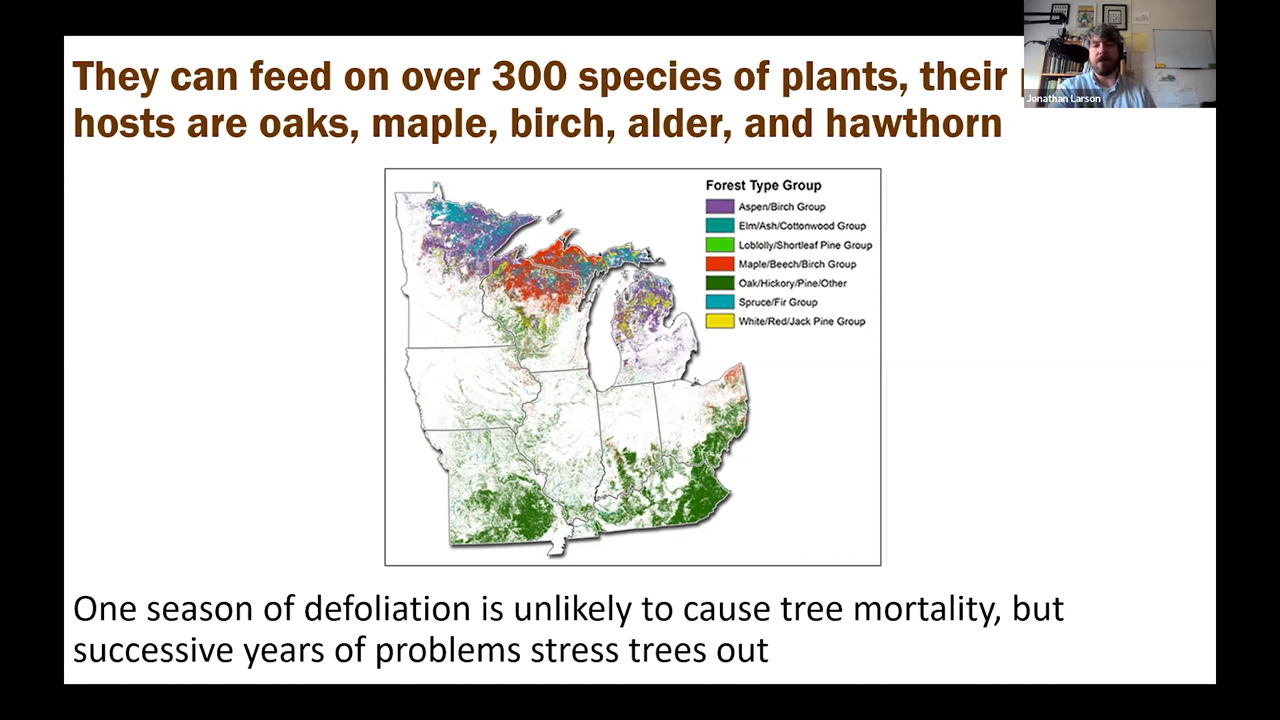 They can feed on over 300 species of plants, their
hosts are oaks, maple, birch, alder, and hawthorn
Jonathan Larson
Forest Type Group
Aspen/Birch Group
Elm/Ash/Cottonwood Group
Loblolly/Shortleaf Pine Group
Maple/Beech/Birch Group
Oak/Hickory/Pine/Other
Spruce/Fir Group
White/Red/Jack Pine Group
One season of defoliation is unlikely to cause tree mortality, but
successive years of problems stress trees out